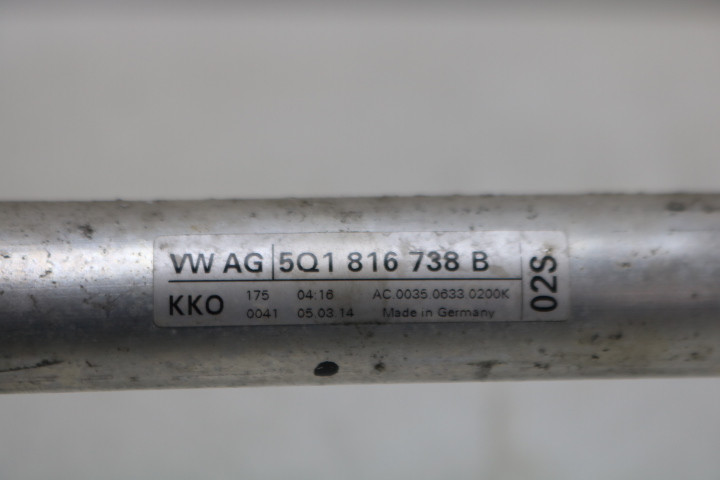 VW AG 5Q1 816 738 B
KKO 175 04:16 AC.0035.0633.0200K
0041 05.03.14 Made in Germany
02S